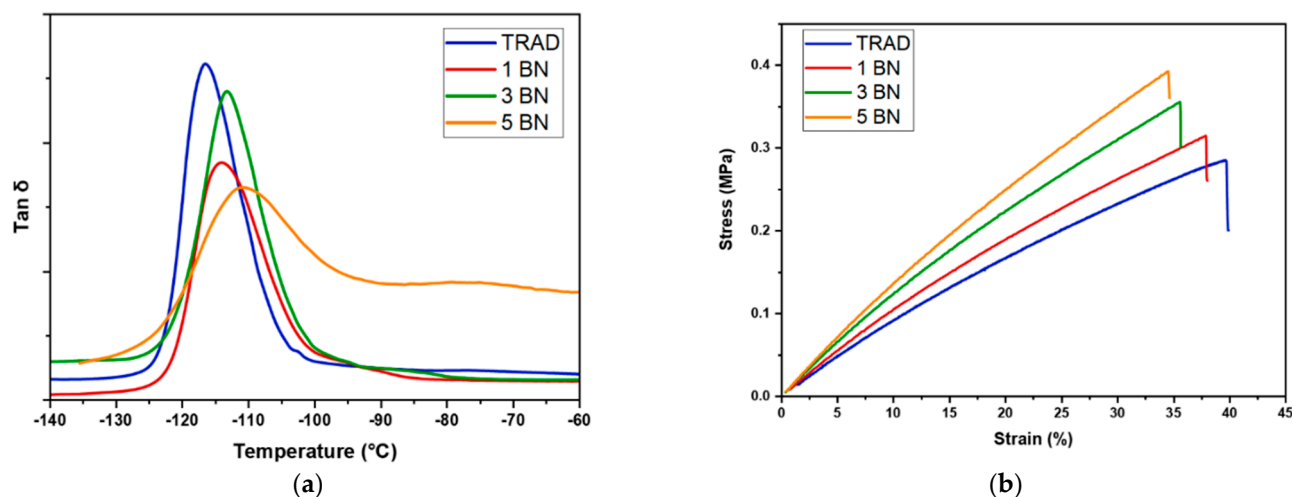 TRAD
1 BN
3 BN
5 BN
Tan δ
-140 -130 -120 -110 -100 -90 -80 -70 -60
Temperature (°C)
(a)
TRAD
1 BN
3 BN
5 BN
Stress (MPa)
0.4
0.3
0.2
0.1
0.0
0 5 10 15 20 25 30 35 40 45
Strain (%)
(b)